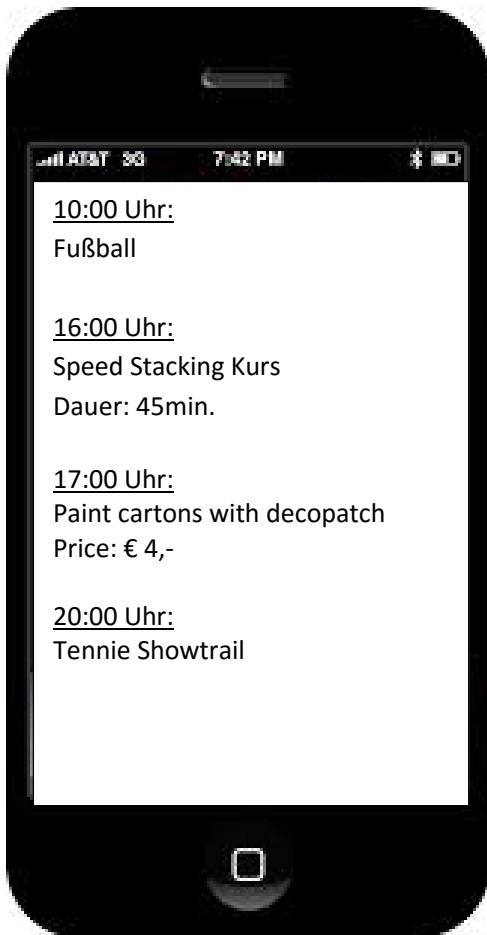 AT&T 3G 7:42 PM
10:00 Uhr:
Fußball
16:00 Uhr:
Speed Stacking Kurs
Dauer: 45min.
17:00 Uhr:
Paint cartons with decopatch
Price: € 4,-
20:00 Uhr:
Tennie Showtrail